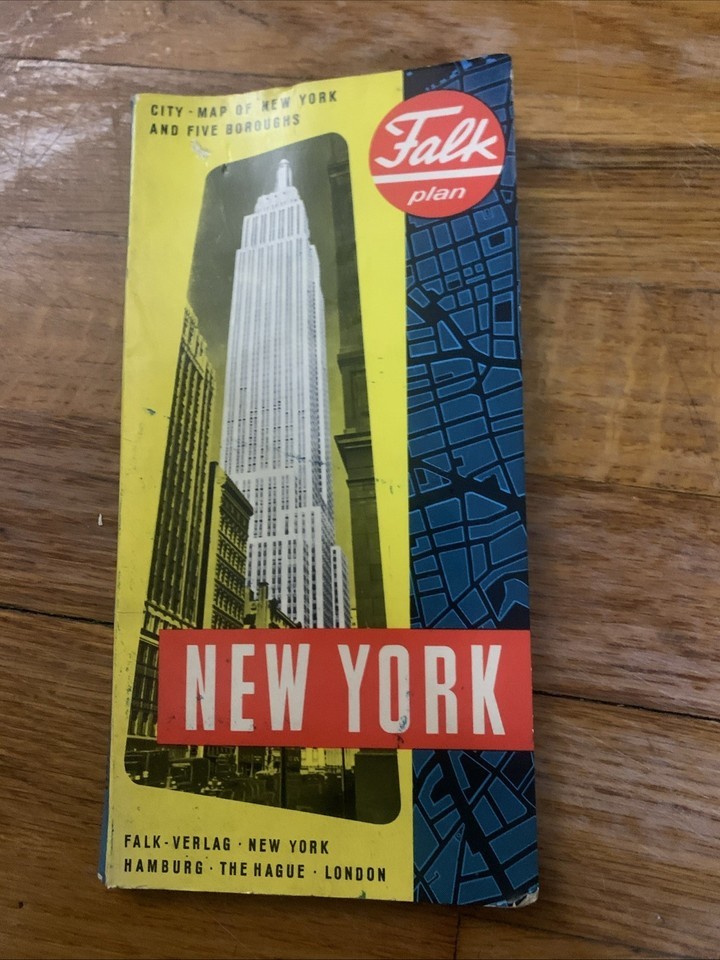 CITY-MAP OF NEW YORK
AND FIVE BOROUGHS
Falk
plan
NEW YORK
FALK-VERLAG · NEW YORK
HAMBURG · THE HAGUE · LONDON